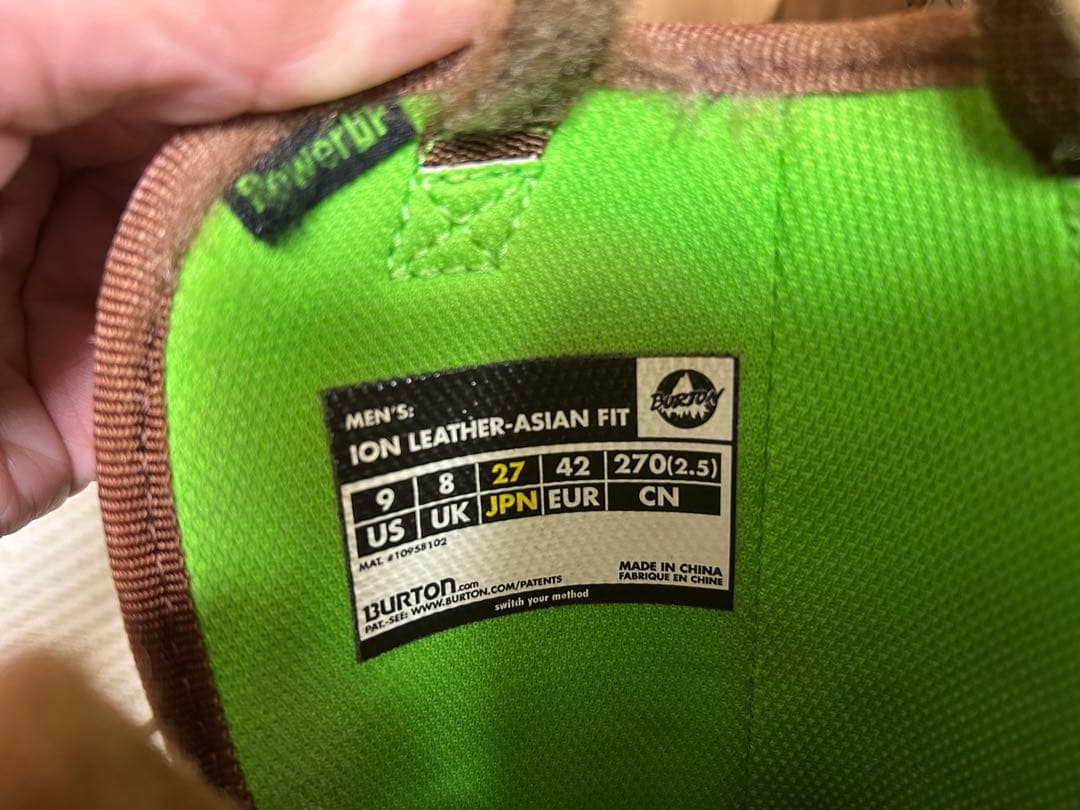 Powerbr
BURTON
MEN'S:
ION LEATHER-ASIAN FIT
9 8 27 42 270(2.5)
US UK JPN EUR CN
MAT. #10958102
BURTON.com
PAT.-SEE: WWW.BURTON.COM/PATENTS
MADE IN CHINA
FABRIQUE EN CHINE
switch your method